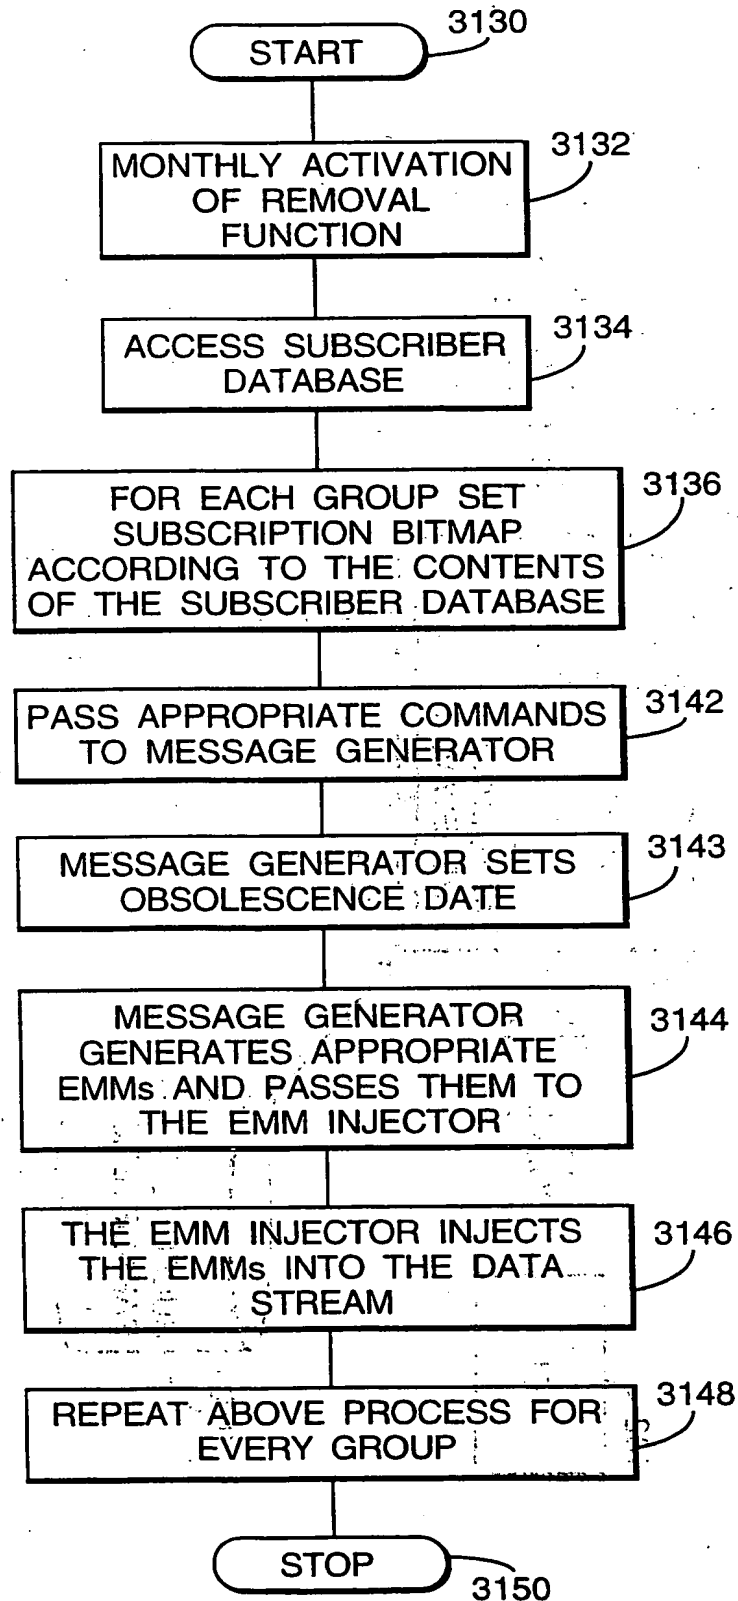 START
3130
MONTHLY ACTIVATION
OF REMOVAL
FUNCTION
3132
ACCESS SUBSCRIBER
DATABASE
3134
FOR EACH GROUP SET
SUBSCRIPTION BITMAP
ACCORDING TO THE CONTENTS
OF THE SUBSCRIBER DATABASE
3136
PASS APPROPRIATE COMMANDS
TO MESSAGE GENERATOR
3142
MESSAGE GENERATOR SETS
OBSOLESCENCE DATE
3143
MESSAGE GENERATOR
GENERATES APPROPRIATE
EMMs AND PASSES THEM TO
THE EMM INJECTOR
3144
THE EMM INJECTOR INJECTS
THE EMMs INTO THE DATA
STREAM
3146
REPEAT ABOVE PROCESS FOR
EVERY GROUP
3148
STOP
3150